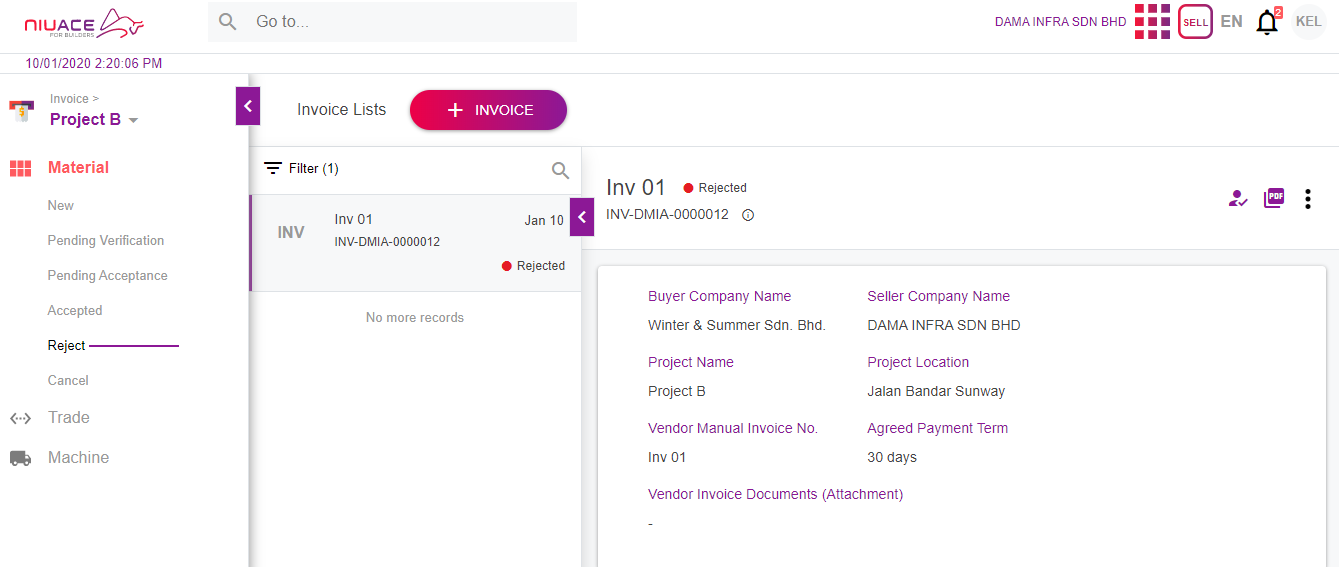 NIUACE
FOR BUILDERS
Go to...
DAMA INFRA SDN BHD
SELL
EN
2
KEL
10/01/2020 2:20:06 PM
Invoice >
Project B
Invoice Lists
+ INVOICE
Material
New
Pending Verification
Pending Acceptance
Accepted
Reject
Cancel
Trade
Machine
Filter (1)
INV
Inv 01
Jan 10
INV-DMIA-0000012
Rejected
No more records
Inv 01
Rejected
INV-DMIA-0000012
PDF
Buyer Company Name
Seller Company Name
Winter & Summer Sdn. Bhd.
DAMA INFRA SDN BHD
Project Name
Project Location
Project B
Jalan Bandar Sunway
Vendor Manual Invoice No.
Agreed Payment Term
Inv 01
30 days
Vendor Invoice Documents (Attachment)
-